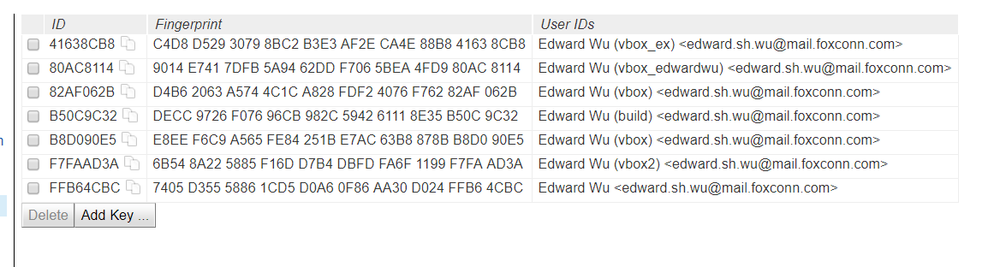 ID Fingerprint User IDs
41638CB8 C4D8 D529 3079 8BC2 B3E3 AF2E CA4E 88B8 4163 8CB8 Edward Wu (vbox_ex) <edward.sh.wu@mail.foxconn.com>
80AC8114 9014 E741 7DFB 5A94 62DD F706 5BEA 4FD9 80AC 8114 Edward Wu (vbox_edwardwu) <edward.sh.wu@mail.foxconn.com>
82AF062B D4B6 2063 A574 4C1C A828 FDF2 4076 F762 82AF 062B Edward Wu (vbox) <edward.sh.wu@mail.foxconn.com>
B50C9C32 DECC 9726 F076 96CB 982C 5942 6111 8E35 B50C 9C32 Edward Wu (build) <edward.sh.wu@mail.foxconn.com>
B8D090E5 E8EE F6C9 A565 FE84 251B E7AC 63B8 878B B8D0 90E5 Edward Wu (vbox) <edward.sh.wu@mail.foxconn.com>
F7FAAD3A 6B54 8A22 5885 F16D D7B4 DBFD FA6F 1199 F7FA AD3A Edward Wu (vbox2) <edward.sh.wu@mail.foxconn.com>
FFB64CBC 7405 D355 5886 1CD5 D0A6 0F86 AA30 D024 FFB6 4CBC Edward Wu <edward.sh.wu@mail.foxconn.com>
Delete Add Key ...